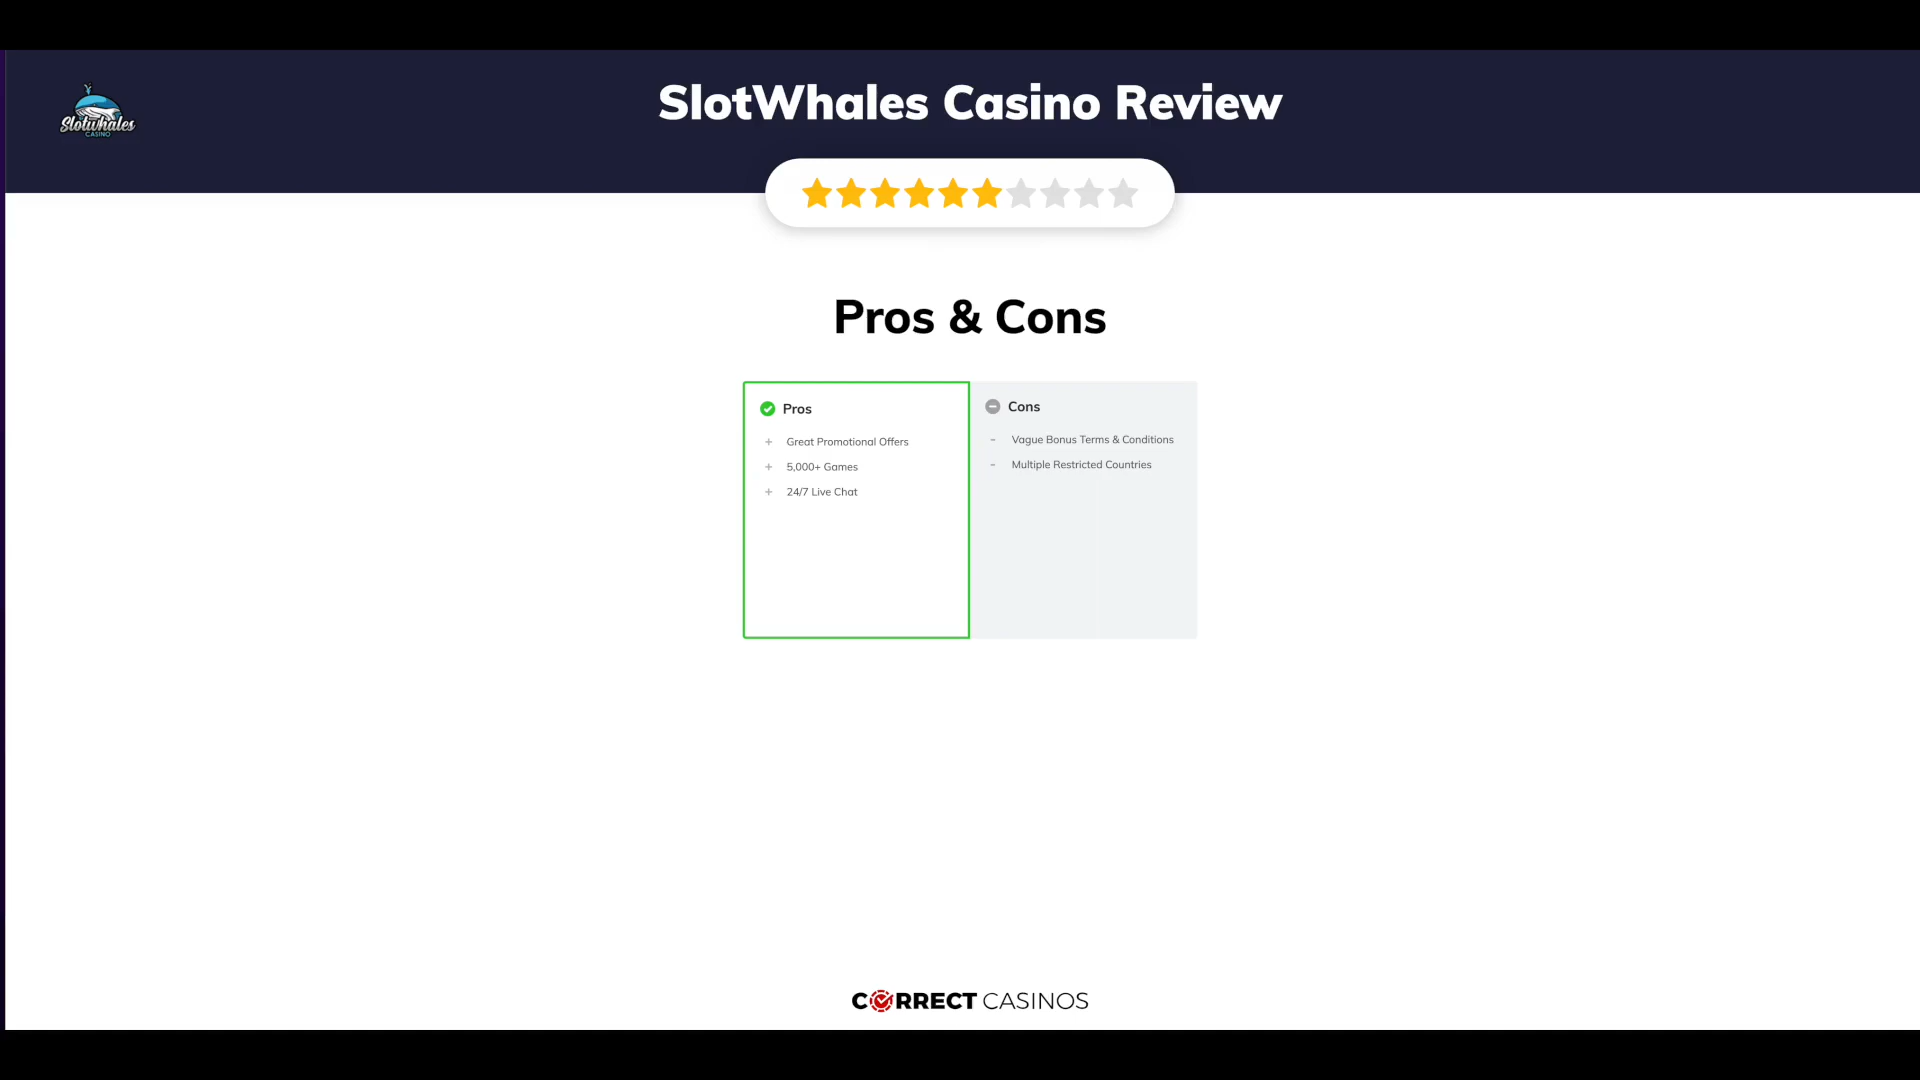 SlotWhales Casino Review
Slotwhales
CASINO
Pros & Cons
Pros
+ Great Promotional Offers
+ 5,000+ Games
+ 24/7 Live Chat
Cons
- Vague Bonus Terms & Conditions
- Multiple Restricted Countries
CORRECT CASINOS